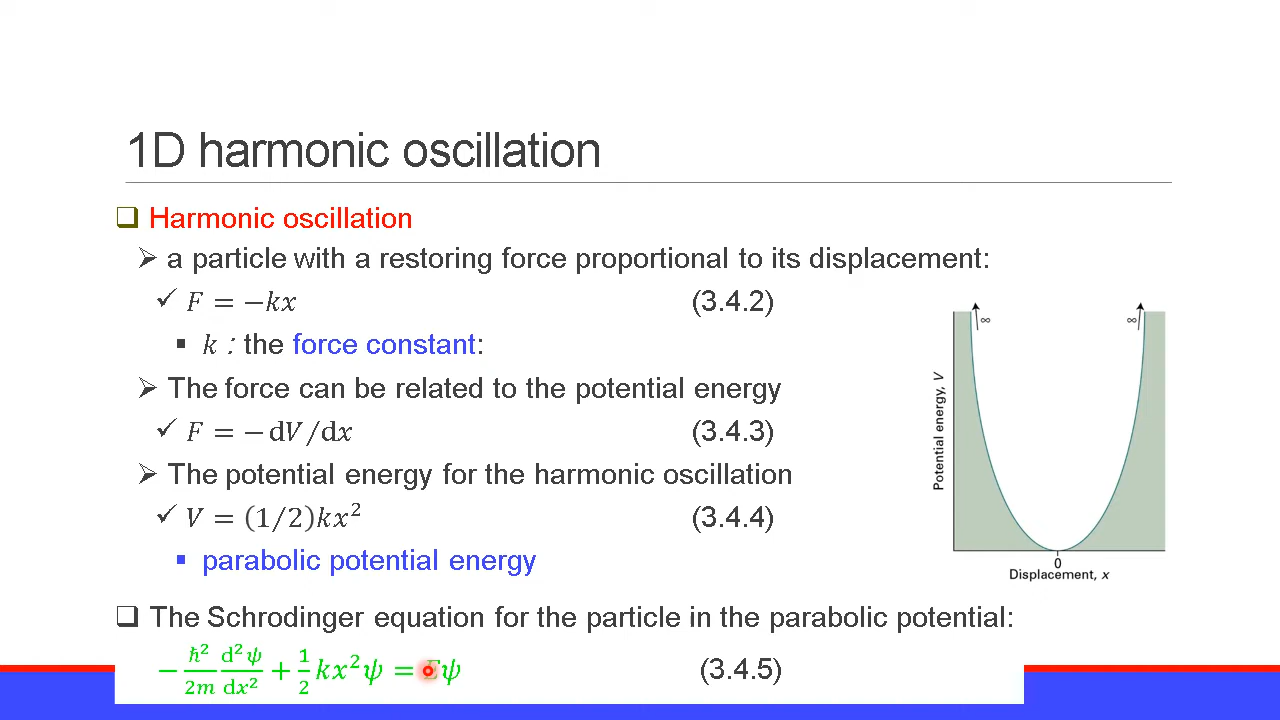 1D harmonic oscillation
❑ Harmonic oscillation
➢ a particle with a restoring force proportional to its displacement:
✓ 𝐹 = −𝑘𝑥 (3.4.2)
▪ 𝑘 : the force constant:
➢ The force can be related to the potential energy
✓ 𝐹 = − d𝑉/d𝑥 (3.4.3)
➢ The potential energy for the harmonic oscillation
✓ 𝑉 = (1/2)𝑘𝑥² (3.4.4)
▪ parabolic potential energy
❑ The Schrodinger equation for the particle in the parabolic potential:
− ħ²/2𝑚 d²𝜓/d𝑥² + 1/2 𝑘𝑥²𝜓 = 𝐸𝜓 (3.4.5)
∞ ∞
Potential energy, V
0
Displacement, x